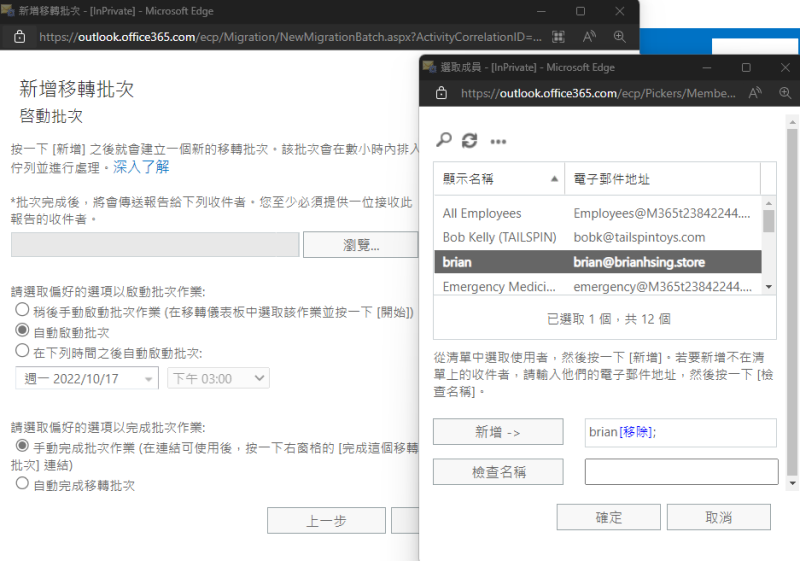 新增移轉批次 - [InPrivate] - Microsoft Edge
https://outlook.office365.com/ecp/Migration/NewMigrationBatch.aspx?ActivityCorrelationID=...
新增移轉批次
啓動批次
按一下 [新增] 之後就會建立一個新的移轉批次。該批次會在數小時內排入
佇列並進行處理。深入了解
*批次完成後，將會傳送報告給下列收件者。您至少必須提供一位接收此
報告的收件者。
瀏覽...
請選取偏好的選項以啟動批次作業:
稍後手動啟動批次作業 (在移轉儀表板中選取該作業並按一下 [開始])
自動啟動批次
在下列時間之後自動啟動批次:
週一 2022/10/17
下午 03:00
請選取偏好的選項以完成批次作業:
手動完成批次作業 (在連結可使用後，按一下右窗格的 [完成這個移轉
批次] 連結)
自動完成移轉批次
上一步
選取成員 - [InPrivate] - Microsoft Edge
https://outlook.office365.com/ecp/Pickers/Membe...
顯示名稱 電子郵件地址
All Employees Employees@M365t23842244....
Bob Kelly (TAILSPIN) bobk@tailspintoys.com
brian brian@brianhsing.store
Emergency Medici... emergency@M365t23842244....
已選取 1 個，共 12 個
從清單中選取使用者，然後按一下 [新增]。若要新增不在清
單上的收件者，請輸入他們的電子郵件地址，然後按一下 [檢
查名稱]。
新增 -> brian[移除];
檢查名稱
確定 取消